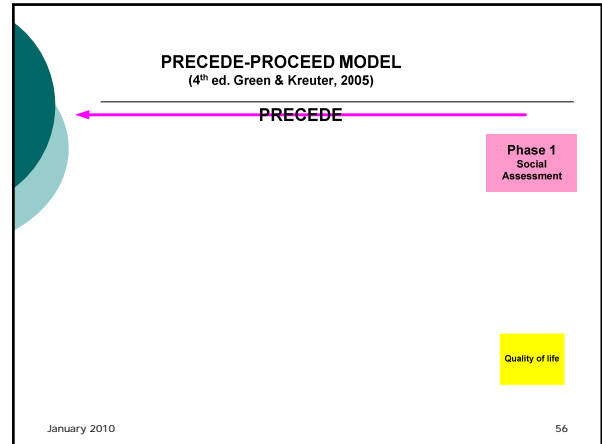 PRECEDE-PROCEED MODEL
(4th ed. Green & Kreuter, 2005)
PRECEDE
Phase 1
Social
Assessment
Quality of life
January 2010
56